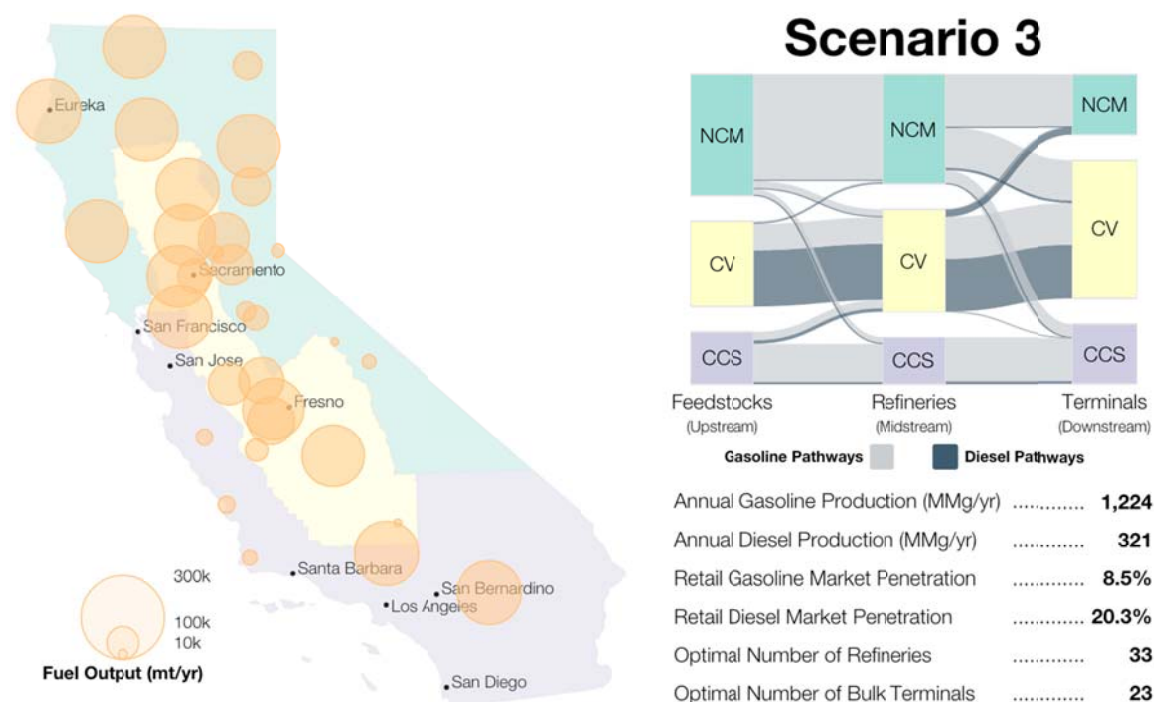 Scenario 3
Eureka
Sacramento
San Francisco
San Jose
Fresno
Santa Barbara
San Bernardino
Los Angeles
San Diego
300k
100k
10k
Fuel Output (mt/yr)
NCM NCM NCM
CV CV CV
CCS CCS CCS
Feedstocks Refineries Terminals
(Upstream) (Midstream) (Downstream)
Gasoline Pathways Diesel Pathways
Annual Gasoline Production (MMg/yr) ............ 1,224
Annual Diesel Production (MMg/yr) ............ 321
Retail Gasoline Market Penetration ............ 8.5%
Retail Diesel Market Penetration ............ 20.3%
Optimal Number of Refineries ............ 33
Optimal Number of Bulk Terminals ............ 23